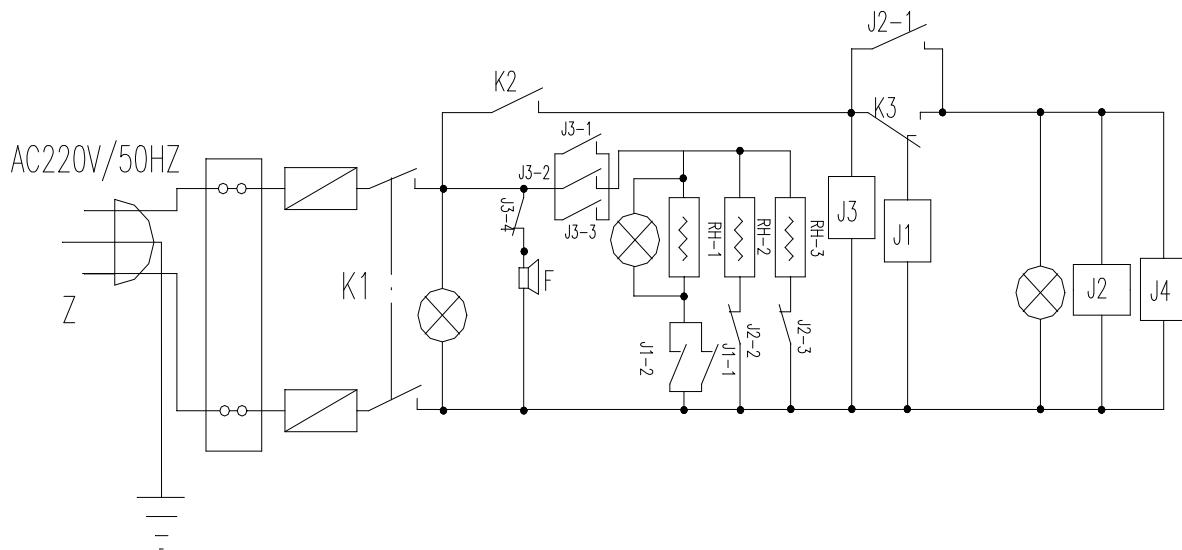 J2-1
K2
K3
J3-1
AC220V/50HZ
J3-2
J3-4
J3-3
RH-1
RH-2
RH-3
J3
J1
F
K1
Z
J2
J4
J1-2
J1-1
J2-2
J2-3